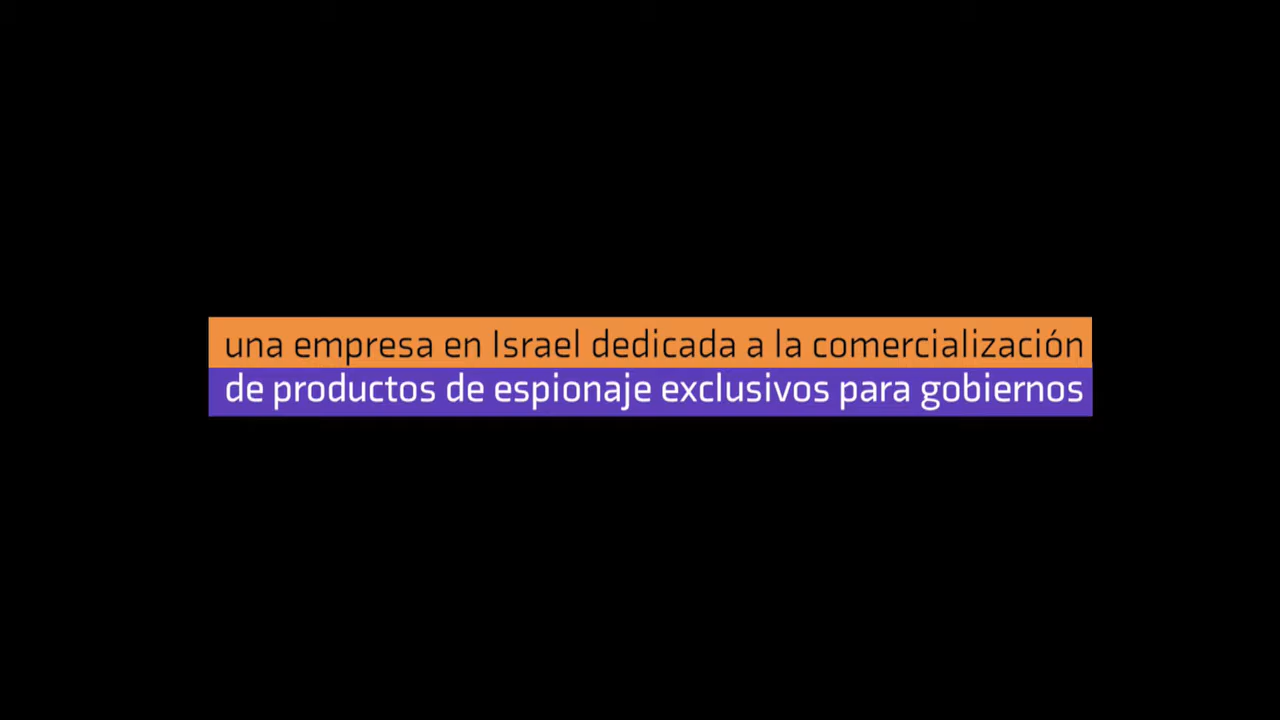 una empresa en Israel dedicada a la comercialización
de productos de espionaje exclusivos para gobiernos